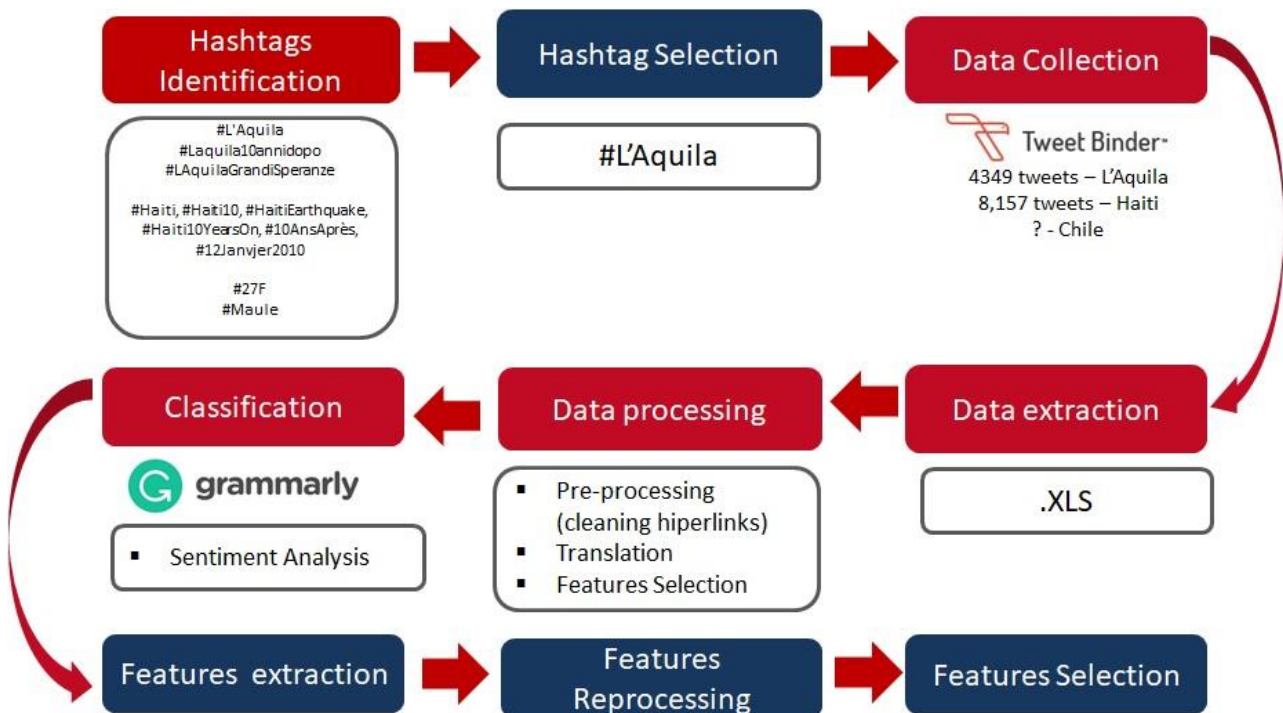 Hashtags
Identification
Hashtag Selection
Data Collection
#L'Aquila
#Laquila10annidopo
#LAquilaGrandiSperanze
#Haiti, #Haiti10, #HaitiEarthquake,
#Haiti10YearsOn, #10AnsAprès,
#12Janvjer2010
#27F
#Maule
#L’Aquila
Tweet Binder™
4349 tweets – L’Aquila
8,157 tweets – Haiti
? - Chile
Classification
Data processing
Data extraction
grammarly
▪ Sentiment Analysis
▪ Pre-processing
(cleaning hiperlinks)
▪ Translation
▪ Features Selection
.XLS
Features extraction
Features
Reprocessing
Features Selection